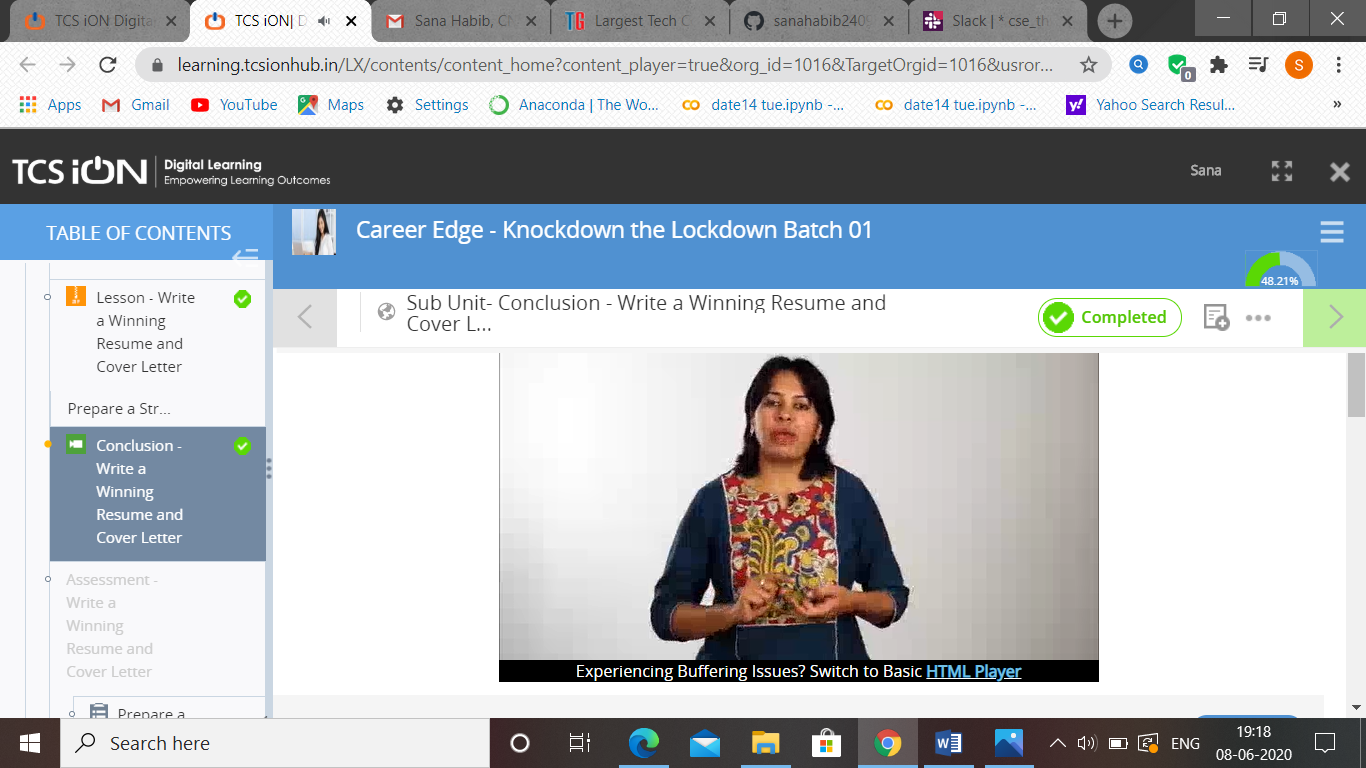 TCS iON Digita
TCS iON| D
Sana Habib, CN
Largest Tech C
sanahabib240
Slack | * cse_th
learning.tcsionhub.in/LX/contents/content_home?content_player=true&org_id=1016&TargetOrgid=1016&usror...
0
S
Apps
Gmail
YouTube
Maps
Settings
Anaconda | The Wo...
date14 tue.ipynb -...
date14 tue.ipynb -...
Yahoo Search Resul...
»
TCS iON
Digital Learning
Empowering Learning Outcomes
Sana
TABLE OF CONTENTS
Career Edge - Knockdown the Lockdown Batch 01
48.21%
Lesson - Write
a Winning
Resume and
Cover Letter
Prepare a Str...
Conclusion -
Write a
Winning
Resume and
Cover Letter
Assessment -
Write a
Winning
Resume and
Cover Letter
Prepare a
Sub Unit- Conclusion - Write a Winning Resume and
Cover L...
Completed
Experiencing Buffering Issues? Switch to Basic HTML Player
Search here
ENG
19:18
08-06-2020